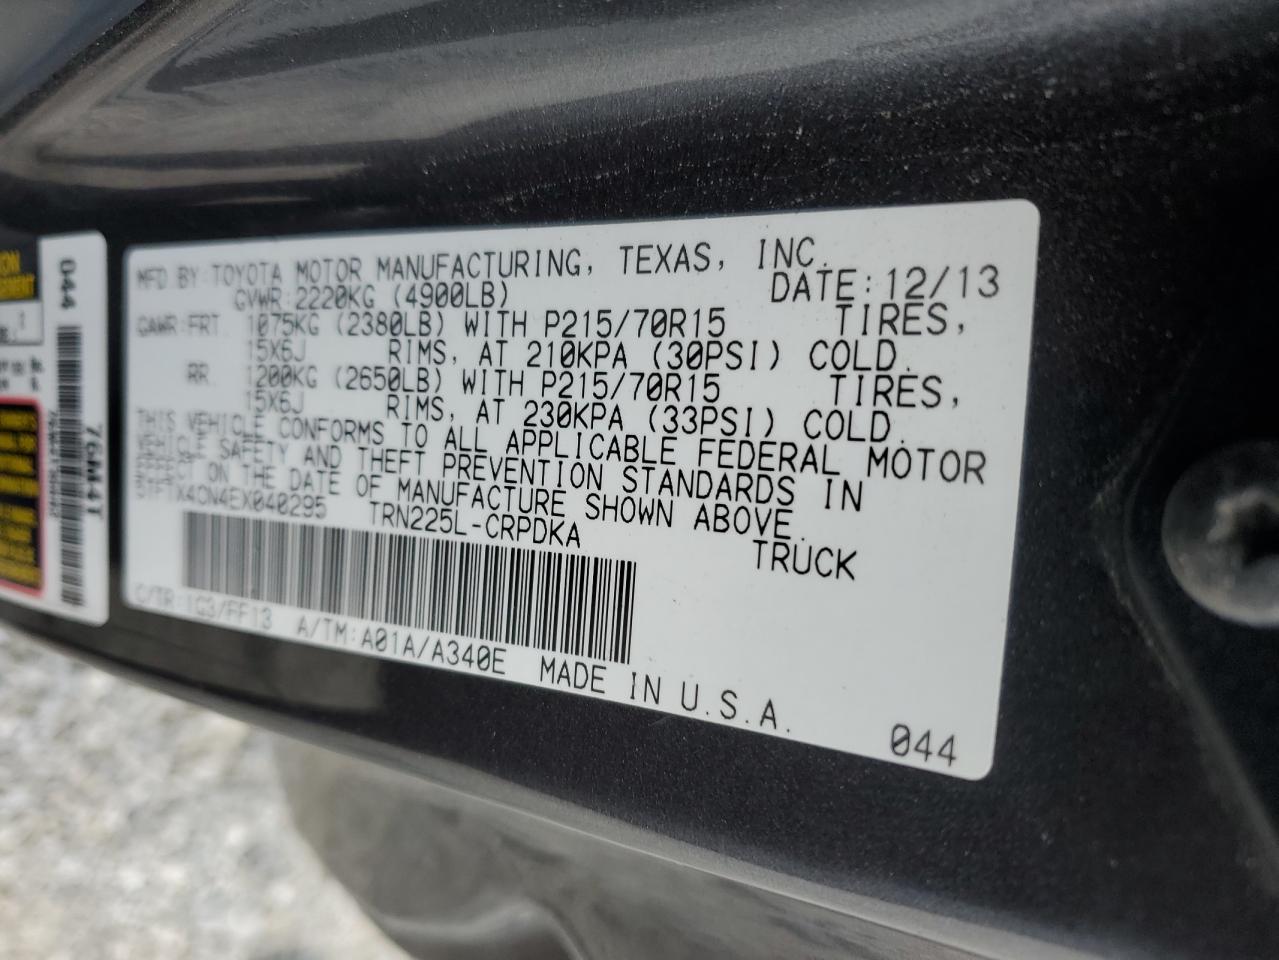 MFD BY: TOYOTA MOTOR MANUFACTURING, TEXAS, INC.
GVWR: 2220KG (4900LB) DATE: 12/13
GAWR: FRT 1075KG (2380LB) WITH P215/70R15 TIRES,
15X6J RIMS, AT 210KPA (30PSI) COLD.
RR 1200KG (2650LB) WITH P215/70R15 TIRES,
15X6J RIMS, AT 230KPA (33PSI) COLD.
THIS VEHICLE CONFORMS TO ALL APPLICABLE FEDERAL MOTOR
VEHICLE SAFETY AND THEFT PREVENTION STANDARDS IN
EFFECT ON THE DATE OF MANUFACTURE SHOWN ABOVE.
5TFTX4CN4EX040295 TRN225L-CRPDKA TRUCK
C/TR: 1G3/FF13 A/TM: A01A/A340E MADE IN U.S.A.
044
044
76M4T